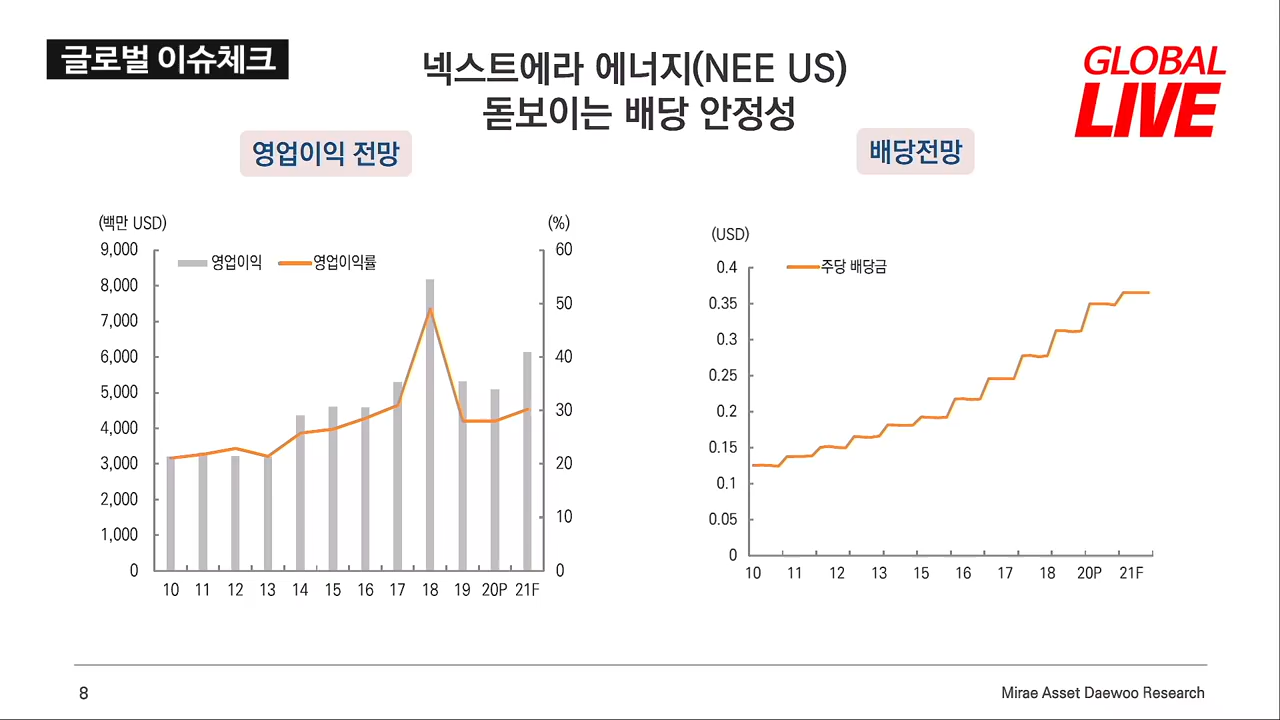 글로벌 이슈체크
넥스트에라 에너지(NEE US)
돋보이는 배당 안정성
GLOBAL
LIVE
영업이익 전망
(백만 USD)
(%)
영업이익
영업이익률
9,000
8,000
7,000
6,000
5,000
4,000
3,000
2,000
1,000
0
60
50
40
30
20
10
0
10 11 12 13 14 15 16 17 18 19 20P 21F
배당전망
(USD)
주당 배당금
0.4
0.35
0.3
0.25
0.2
0.15
0.1
0.05
0
10 11 12 13 15 16 17 18 20P 21F
8
Mirae Asset Daewoo Research